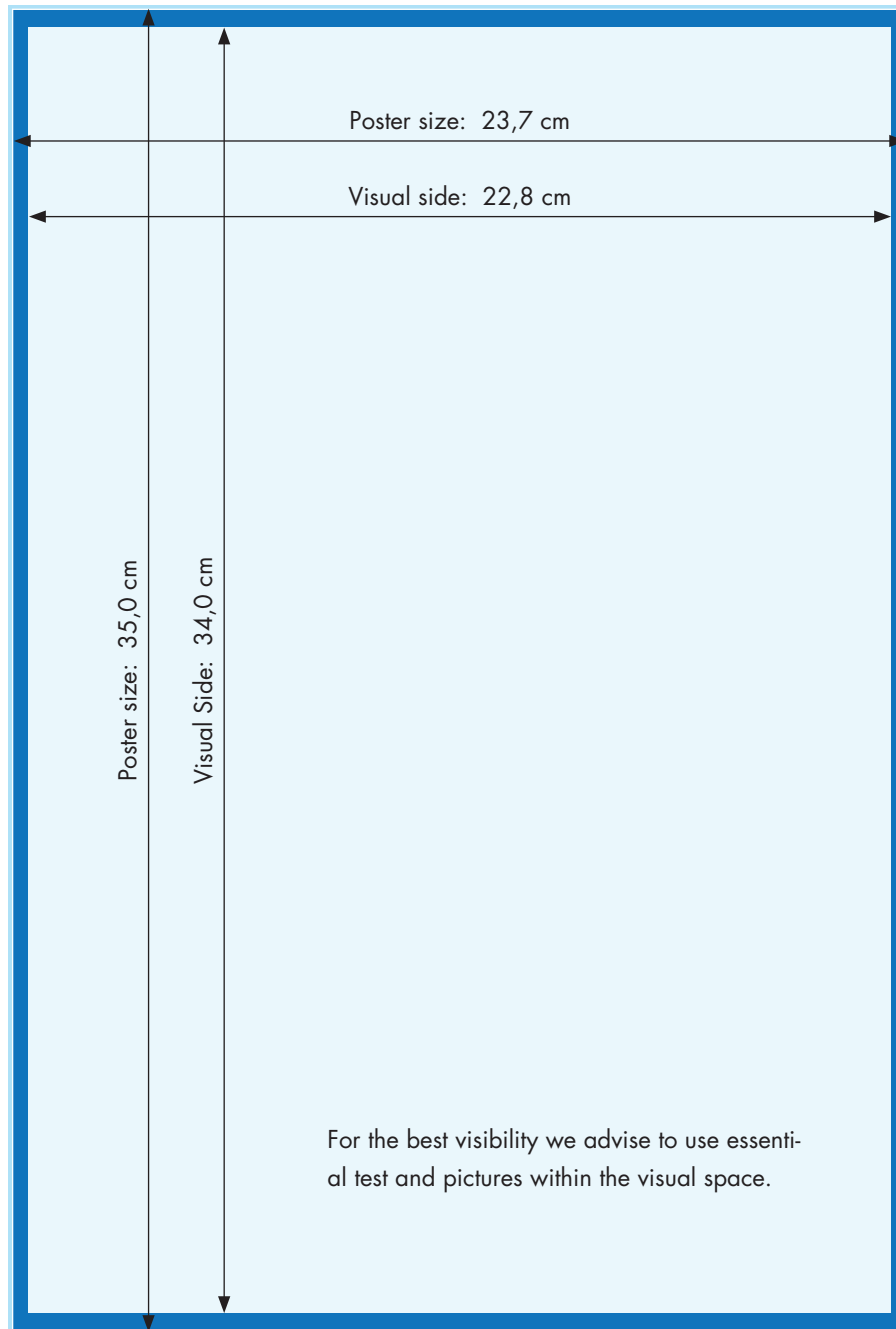 Poster size: 23,7 cm
Visual side: 22,8 cm
Poster size: 35,0 cm
Visual Side: 34,0 cm
For the best visibility we advise to use essenti-
al test and pictures within the visual space.